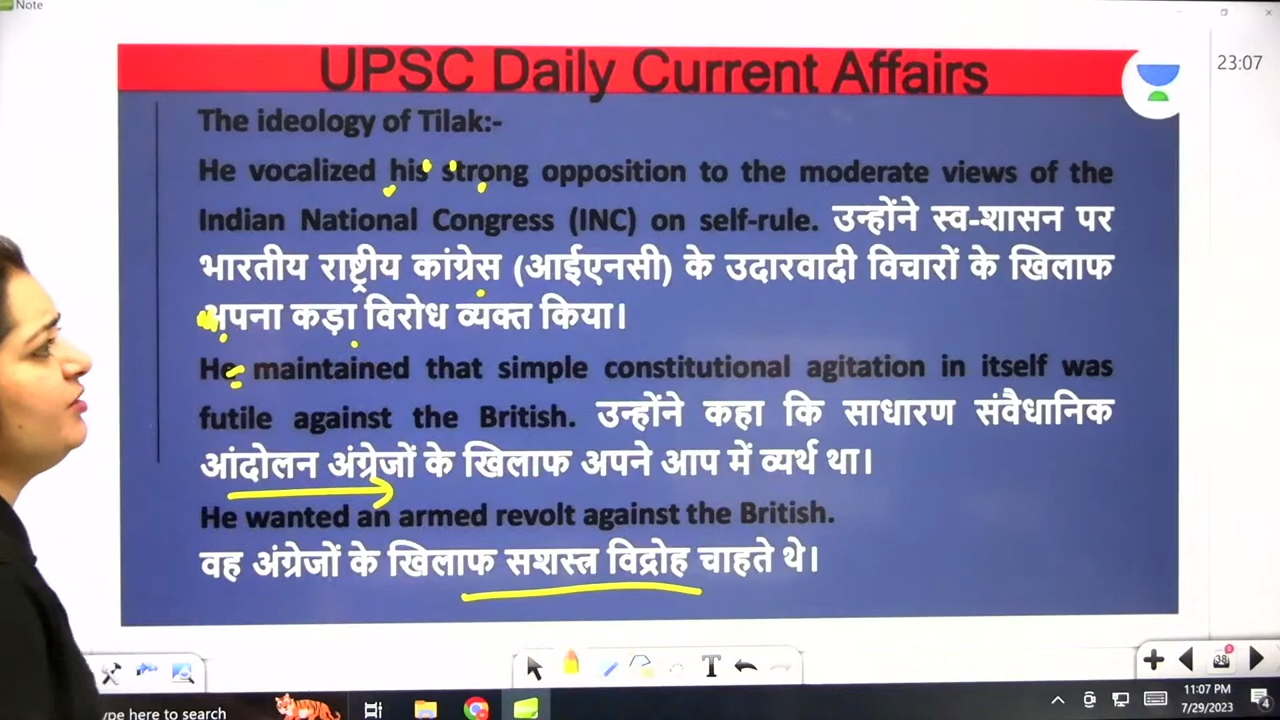 Note
UPSC Daily Current Affairs
23:07
The ideology of Tilak:-
He vocalized his strong opposition to the moderate views of the
Indian National Congress (INC) on self-rule. उन्होंने स्व-शासन पर
भारतीय राष्ट्रीय कांग्रेस (आईएनसी) के उदारवादी विचारों के खिलाफ
अपना कड़ा विरोध व्यक्त किया।
He maintained that simple constitutional agitation in itself was
futile against the British. उन्होंने कहा कि साधारण संवैधानिक
आंदोलन अंग्रेजों के खिलाफ अपने आप में व्यर्थ था।
He wanted an armed revolt against the British.
वह अंग्रेजों के खिलाफ सशस्त्र विद्रोह चाहते थे।
T
38
ype here to search
11:07 PM
7/29/2023
4